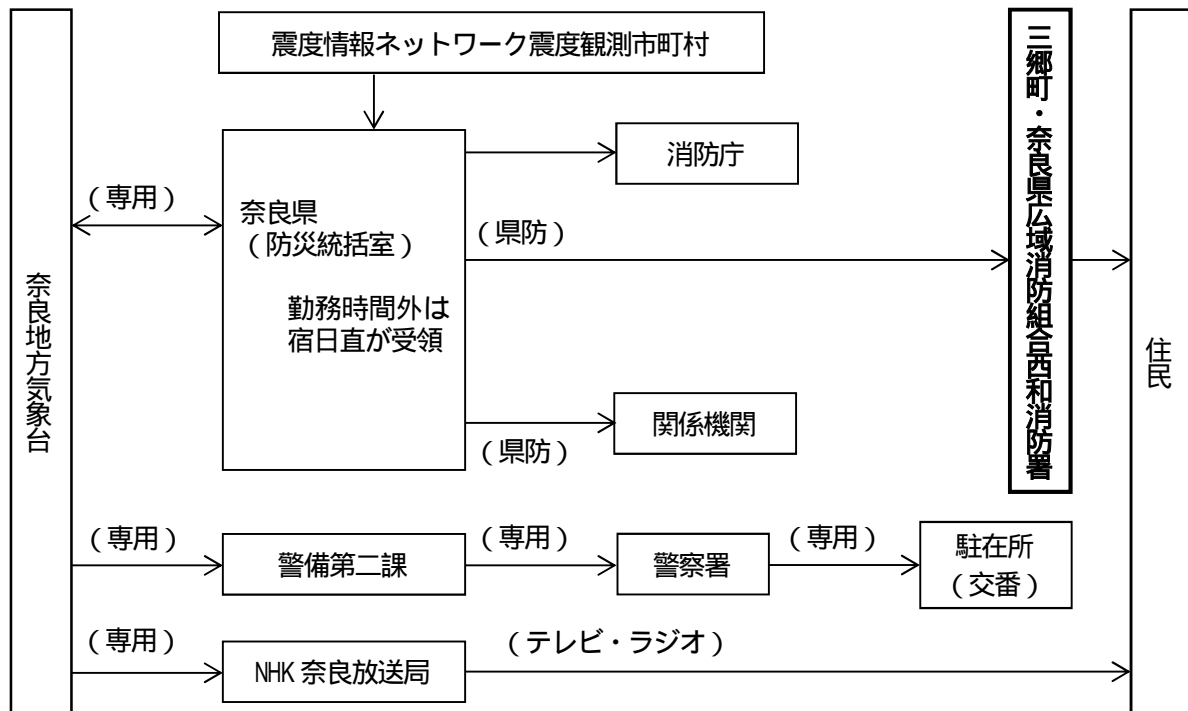 震度情報ネットワーク震度観測市町村
消防庁
(専用)
奈良県
(防災統括室)
(県防)
勤務時間外は
宿日直が受領
三郷町・奈良県広域消防組合西和消防署
奈良地方気象台
住民
関係機関
(県防)
(専用)
(専用)
(専用)
警備第二課
警察署
駐在所
(交番)
(専用)
(テレビ・ラジオ)
NHK 奈良放送局